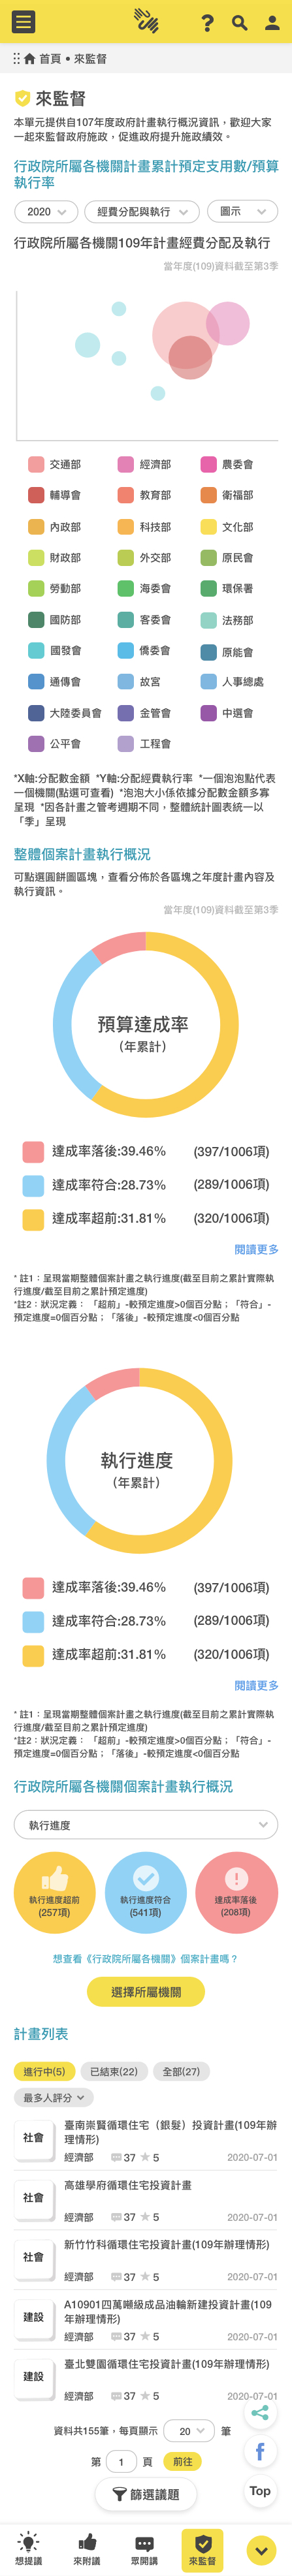 首頁 • 來監督
來監督
本單元提供自107年度政府計畫執行概況資訊，歡迎大家
一起來監督政府施政，促進政府提升施政績效。
行政院所屬各機關計畫累計預定支用數/預算
執行率
2020 經費分配與執行 圖示
行政院所屬各機關109年計畫經費分配及執行
當年度(109)資料截至第3季
交通部 經濟部 農委會
輔導會 教育部 衛福部
內政部 科技部 文化部
財政部 外交部 原民會
勞動部 海委會 環保署
國防部 客委會 法務部
國發會 僑委會 原能會
通傳會 故宮 人事總處
大陸委員會 金管會 中選會
公平會 工程會
*X軸:分配數金額 *Y軸:分配經費執行率 *一個泡泡點代表
一個機關(點選可查看) *泡泡大小係依據分配數金額多寡
呈現 *因各計畫之管考週期不同，整體統計圖表統一以
「季」呈現
整體個案計畫執行概況
可點選圓餅圖區塊，查看分佈於各區塊之年度計畫內容及
執行資訊。
當年度(109)資料截至第3季
預算達成率
(年累計)
達成率落後:39.46% (397/1006項)
達成率符合:28.73% (289/1006項)
達成率超前:31.81% (320/1006項)
閱讀更多
* 註1：呈現當期整體個案計畫之執行進度(截至目前之累計實際執
行進度/截至目前之累計預定進度)
*註2：狀況定義： 「超前」-較預定進度>0個百分點；「符合」-
預定進度=0個百分點；「落後」-較預定進度<0個百分點
執行進度
(年累計)
達成率落後:39.46% (397/1006項)
達成率符合:28.73% (289/1006項)
達成率超前:31.81% (320/1006項)
閱讀更多
* 註1：呈現當期整體個案計畫之執行進度(截至目前之累計實際執
行進度/截至目前之累計預定進度)
*註2：狀況定義： 「超前」-較預定進度>0個百分點；「符合」-
預定進度=0個百分點；「落後」-較預定進度<0個百分點
行政院所屬各機關個案計畫執行概況
執行進度
執行進度超前 執行進度符合 達成率落後
(257項) (541項) (208項)
想查看《行政院所屬各機關》個案計畫嗎？
選擇所屬機關
計畫列表
進行中(5) 已結束(22) 全部(27)
最多人評分
社會 臺南崇賢循環住宅（銀髮）投資計畫(109年辦
理情形)
經濟部 37 5 2020-07-01
社會 高雄學府循環住宅投資計畫
經濟部 37 5 2020-07-01
社會 新竹竹科循環住宅投資計畫(109年辦理情形)
經濟部 37 5 2020-07-01
建設 A10901四萬噸級成品油輪新建投資計畫(109
年辦理情形)
經濟部 37 5 2020-07-01
建設 臺北雙園循環住宅投資計畫(109年辦理情形)
經濟部 37 5 2020-07-01
資料共155筆，每頁顯示 20 筆
第 1 頁 前往
篩選議題 Top
想提議 來附議 眾開講 來監督